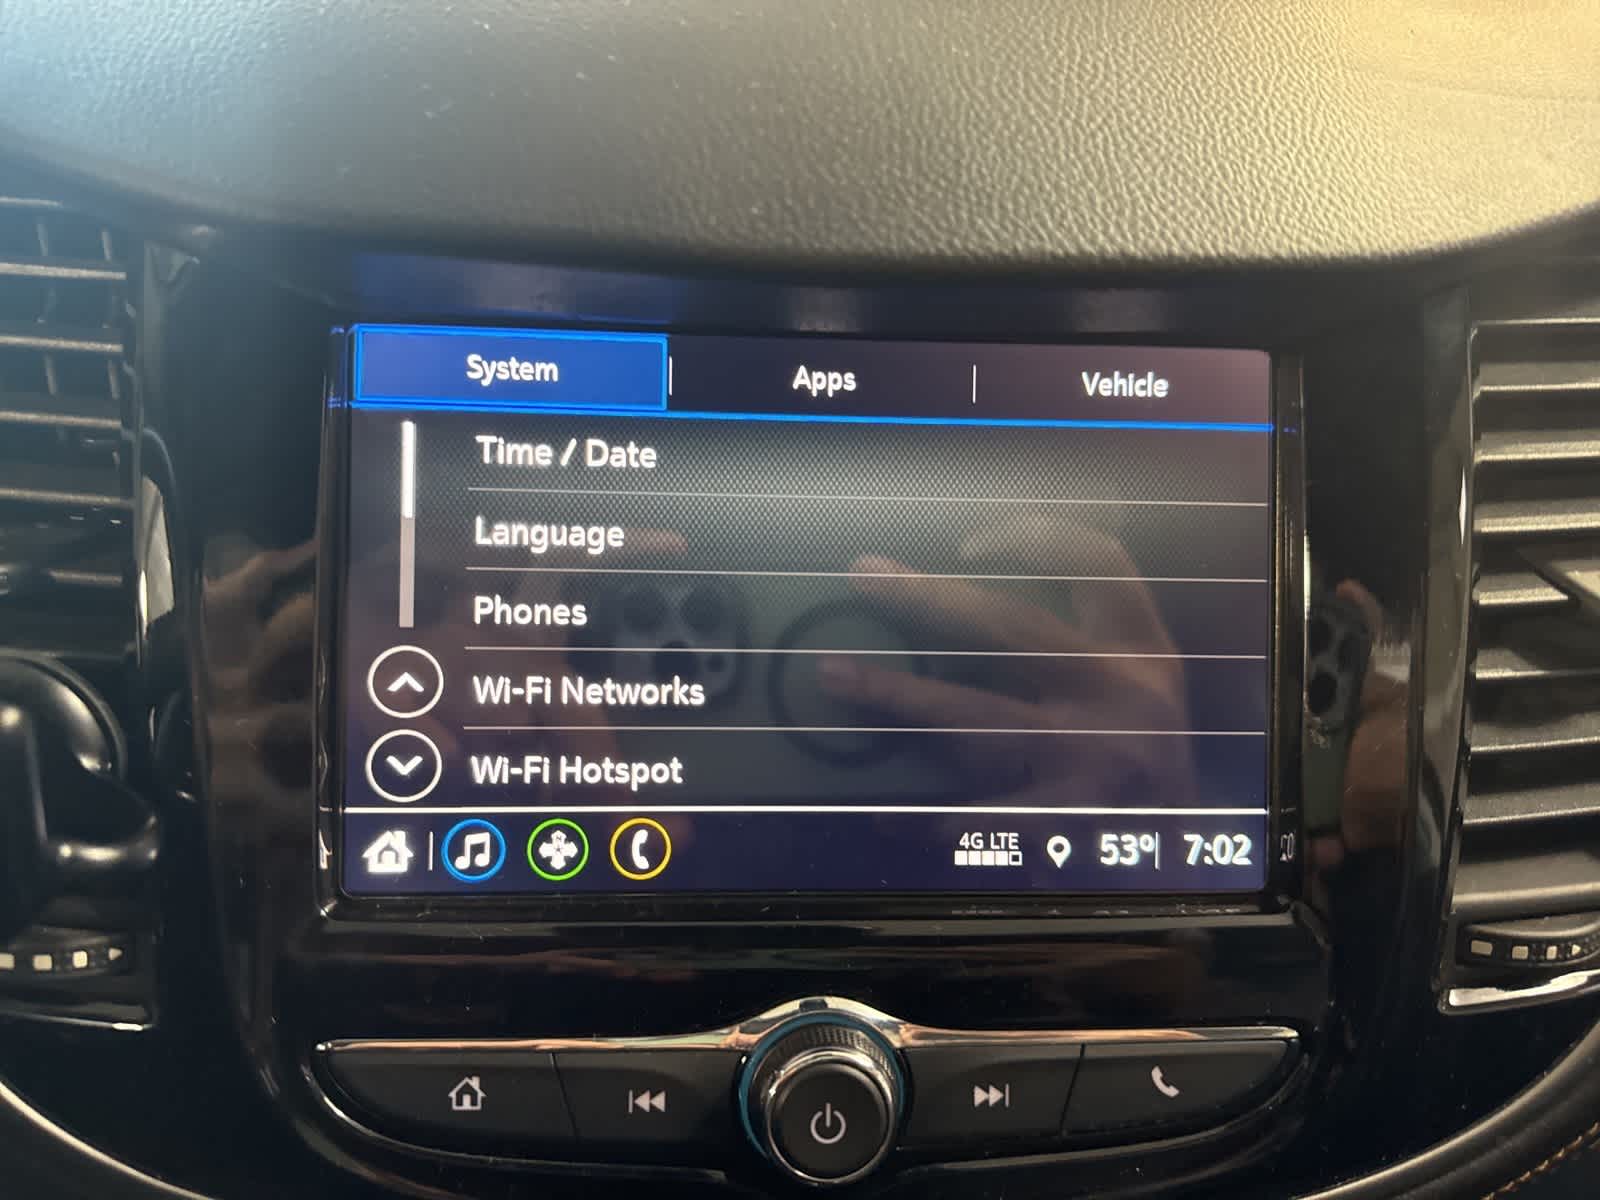 System
Apps
Vehicle
Time / Date
Language
Phones
Wi-Fi Networks
Wi-Fi Hotspot
4G LTE
53°
7:02